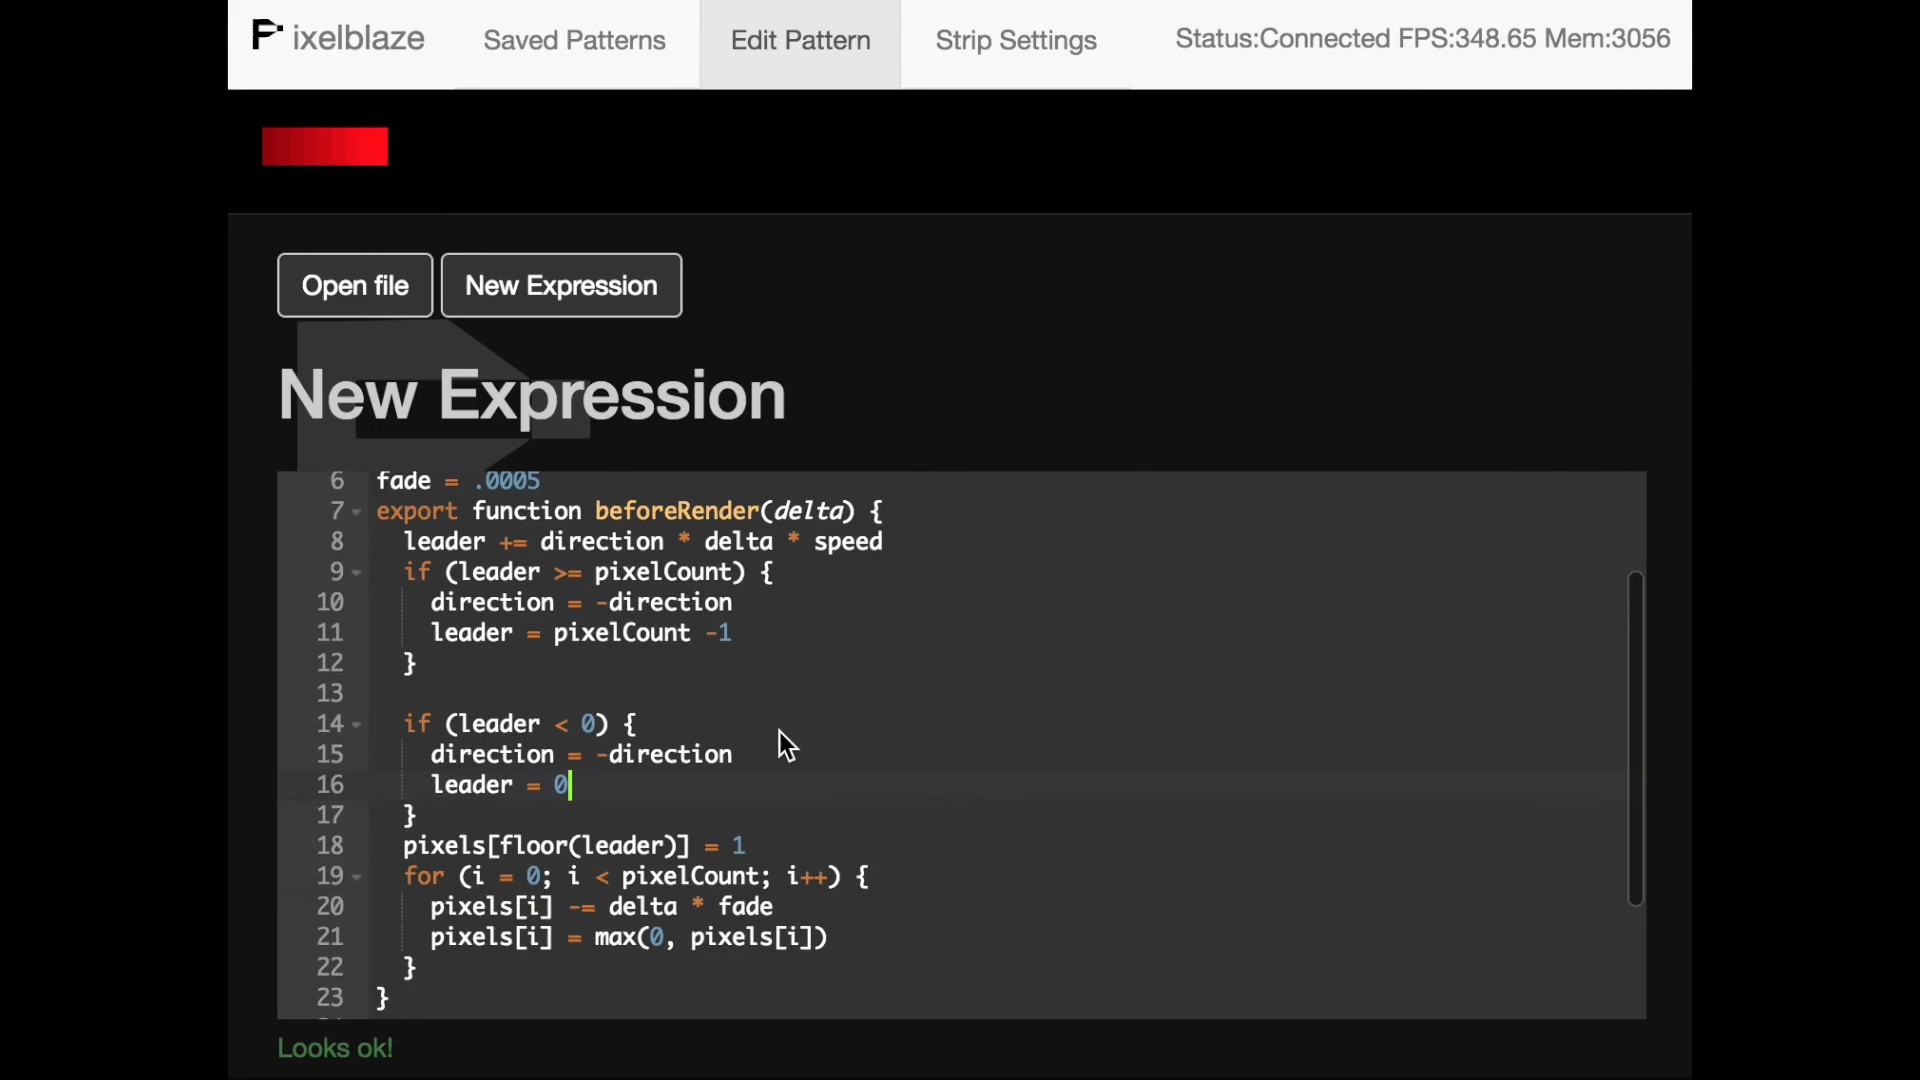 Pixelblaze Saved Patterns Edit Pattern Strip Settings Status:Connected FPS:348.65 Mem:3056
Open file New Expression
New Expression
6 fade = .0005
7 export function beforeRender(delta) {
8 leader += direction * delta * speed
9 if (leader >= pixelCount) {
10 direction = -direction
11 leader = pixelCount -1
12 }
13
14 if (leader < 0) {
15 direction = -direction
16 leader = 0
17 }
18 pixels[floor(leader)] = 1
19 for (i = 0; i < pixelCount; i++) {
20 pixels[i] -= delta * fade
21 pixels[i] = max(0, pixels[i])
22 }
23 }
Looks ok!